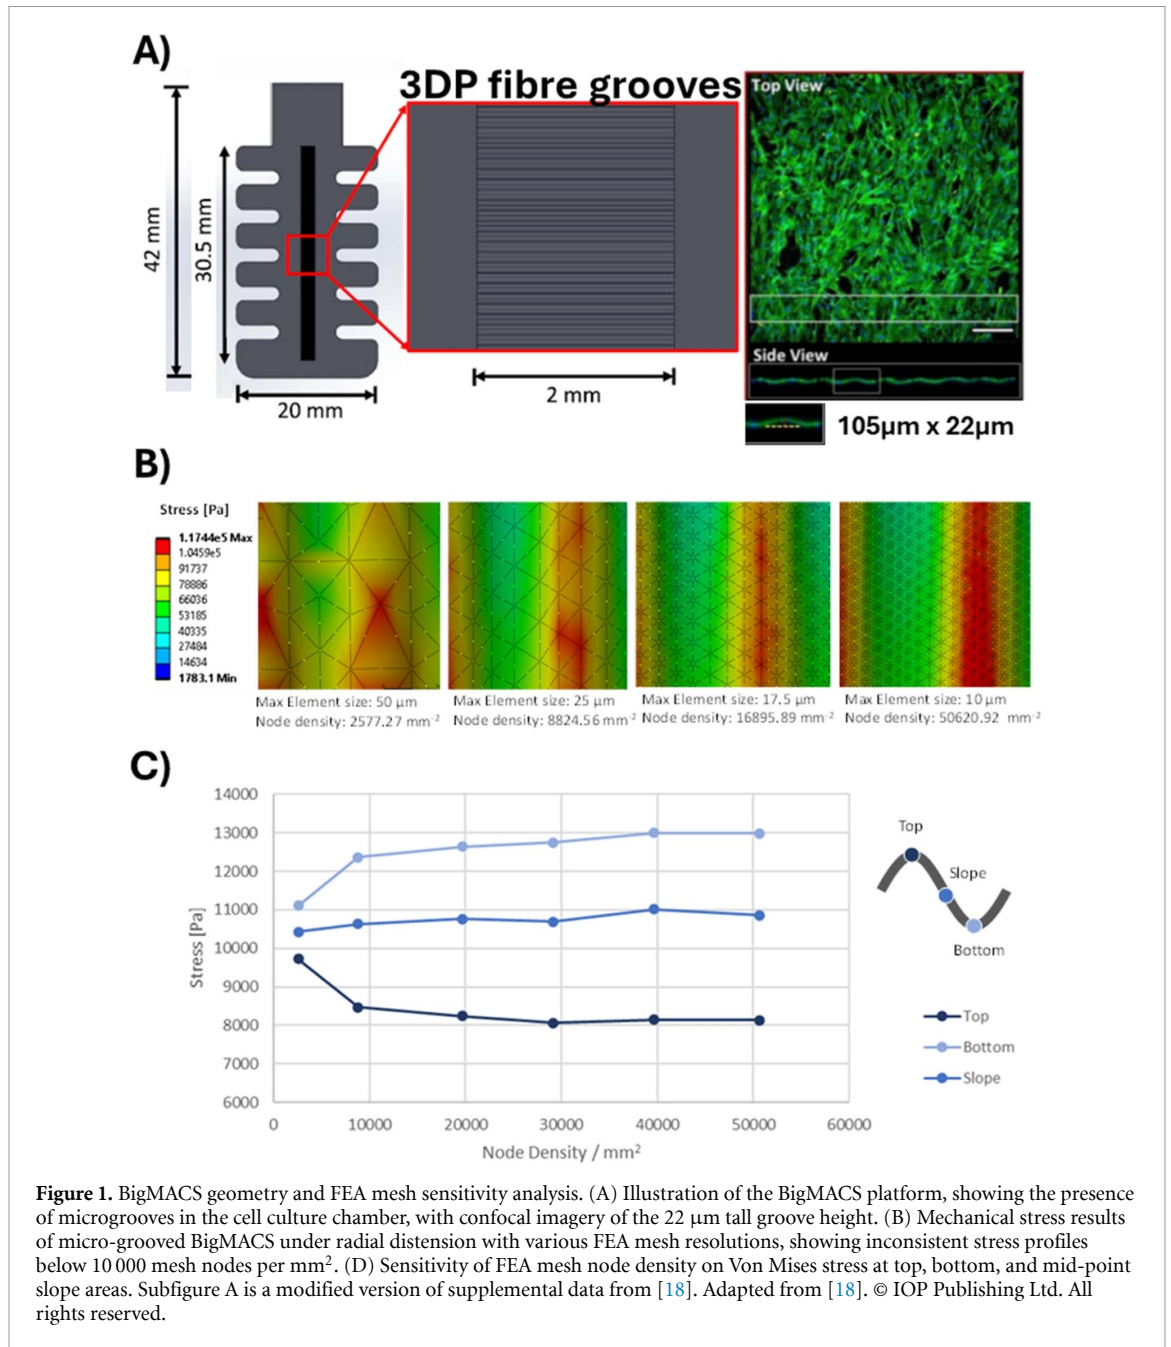 A)
3DP fibre grooves
42 mm
30.5 mm
20 mm
2 mm
Top View
Side View
105µm x 22µm
B)
Stress [Pa]
1.1744e5 Max
1.0459e5
91737
78886
66036
53185
40335
27484
14634
1783.1 Min
Max Element size: 50 µm
Node density: 2577.27 mm⁻²
Max Element size: 25 µm
Node density: 8824.56 mm⁻²
Max Element size: 17.5 µm
Node density: 16895.89 mm⁻²
Max Element size: 10 µm
Node density: 50620.92 mm⁻²
C)
14000
13000
12000
11000
10000
9000
8000
7000
6000
Stress [Pa]
0
10000
20000
30000
40000
50000
60000
Node Density / mm²
Top
Slope
Bottom
Top
Bottom
Slope
Figure 1. BigMACS geometry and FEA mesh sensitivity analysis. (A) Illustration of the BigMACS platform, showing the presence
of microgrooves in the cell culture chamber, with confocal imagery of the 22 µm tall groove height. (B) Mechanical stress results
of micro-grooved BigMACS under radial distension with various FEA mesh resolutions, showing inconsistent stress profiles
below 10 000 mesh nodes per mm². (D) Sensitivity of FEA mesh node density on Von Mises stress at top, bottom, and mid-point
slope areas. Subfigure A is a modified version of supplemental data from [18]. Adapted from [18]. © IOP Publishing Ltd. All
rights reserved.